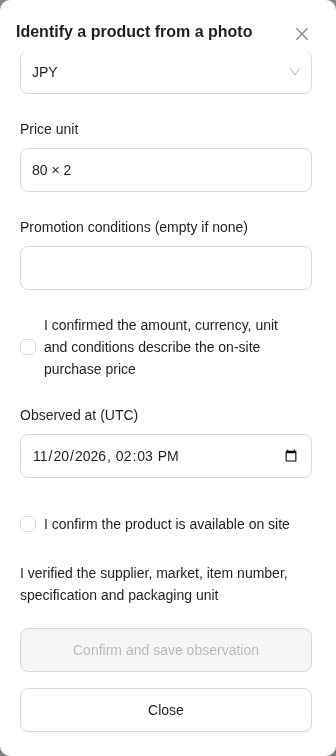 Identify a product from a photo
JPY
Price unit
80 × 2
Promotion conditions (empty if none)
I confirmed the amount, currency, unit
and conditions describe the on-site
purchase price
Observed at (UTC)
11/20/2026, 02:03 PM
I confirm the product is available on site
I verified the supplier, market, item number,
specification and packaging unit
Confirm and save observation
Close